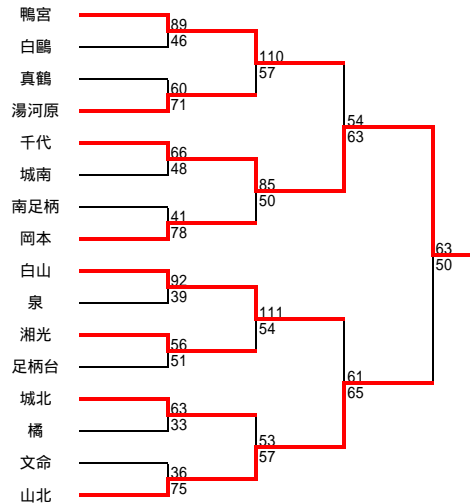 鴨宮
89
46
白鷗
110
57
真鶴
60
71
湯河原
54
63
千代
66
48
城南
85
50
南足柄
41
78
岡本
63
50
白山
92
39
泉
111
54
湘光
56
51
足柄台
61
65
城北
63
33
橘
53
57
文命
36
75
山北